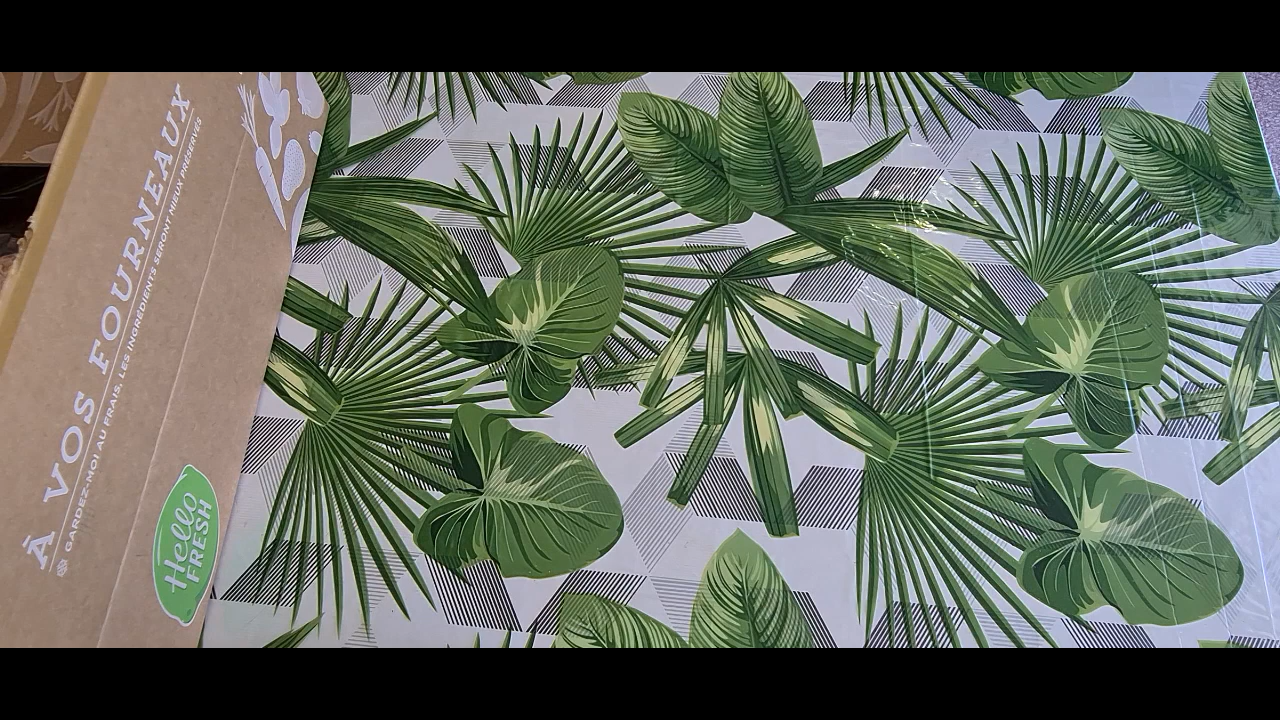 À VOS FOURNEAUX
GARDEZ-MOI AU FRAIS, LES INGRÉDIENTS SERONT MIEUX PRÉSERVÉS
Hello
FRESH